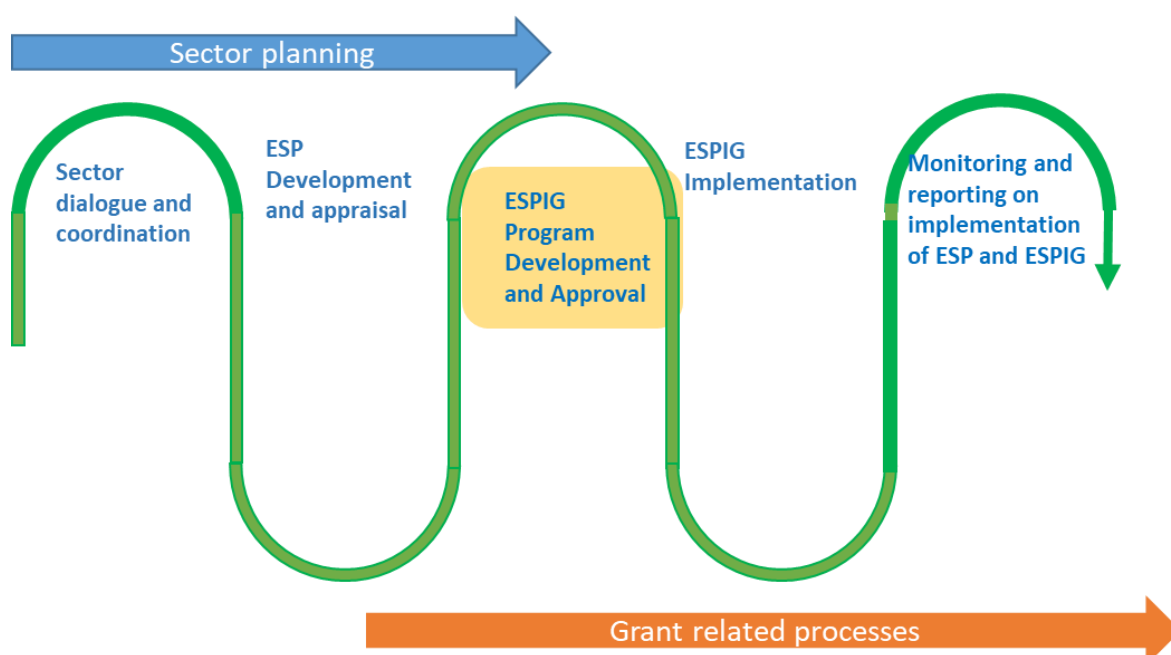 Sector planning
Sector
dialogue and
coordination
ESP
Development
and appraisal
ESPIG
Program
Development
and Approval
ESPIG
Implementation
Monitoring and
reporting on
implementation
of ESP and ESPIG
Grant related processes